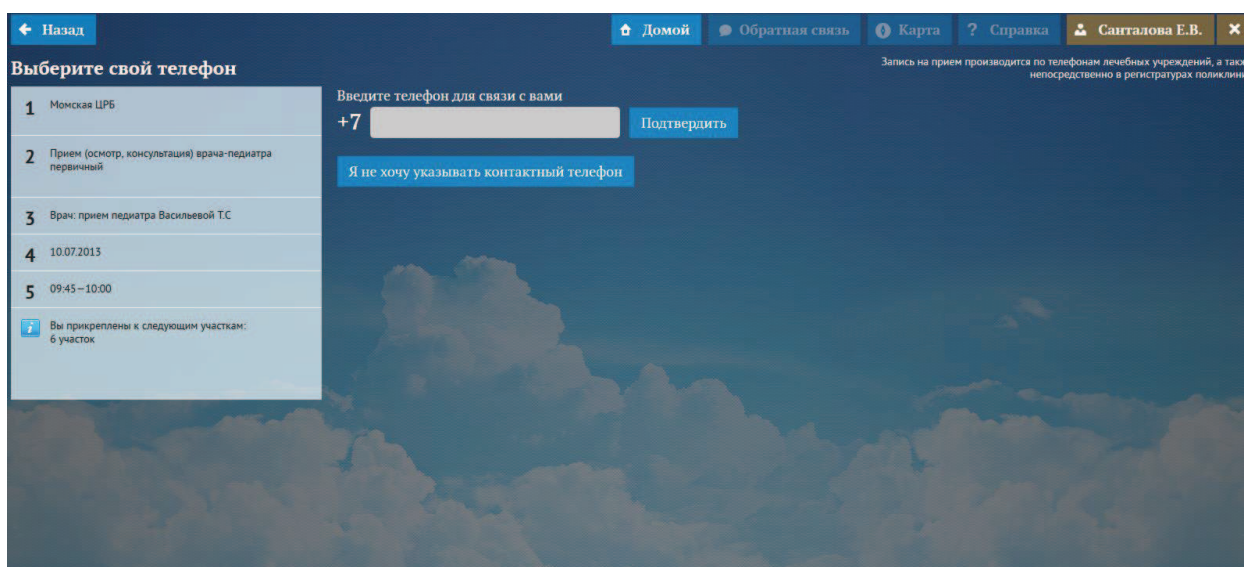 Назад
Домой
Обратная связь
Карта
? Справка
Санталова Е.В.
Выберите свой телефон
Запись на прием производится по телефонам лечебных учреждений, а
непосредственно в регистратурах
1 Момская ЦРБ
2 Прием (осмотр, консультация) врача-педиатра
первичный
3 Врач: прием педиатра Васильевой Т.С
4 10.07.2013
5 09:45–10:00
i Вы прикреплены к следующим участкам:
6 участок
Введите телефон для связи с вами
+7
Подтвердить
Я не хочу указывать контактный телефон